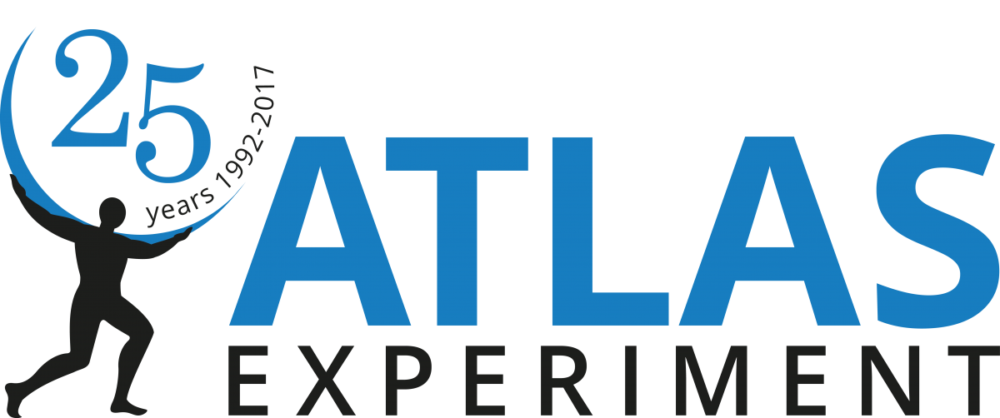 25
years 1992-2017
ATLAS
EXPERIMENT